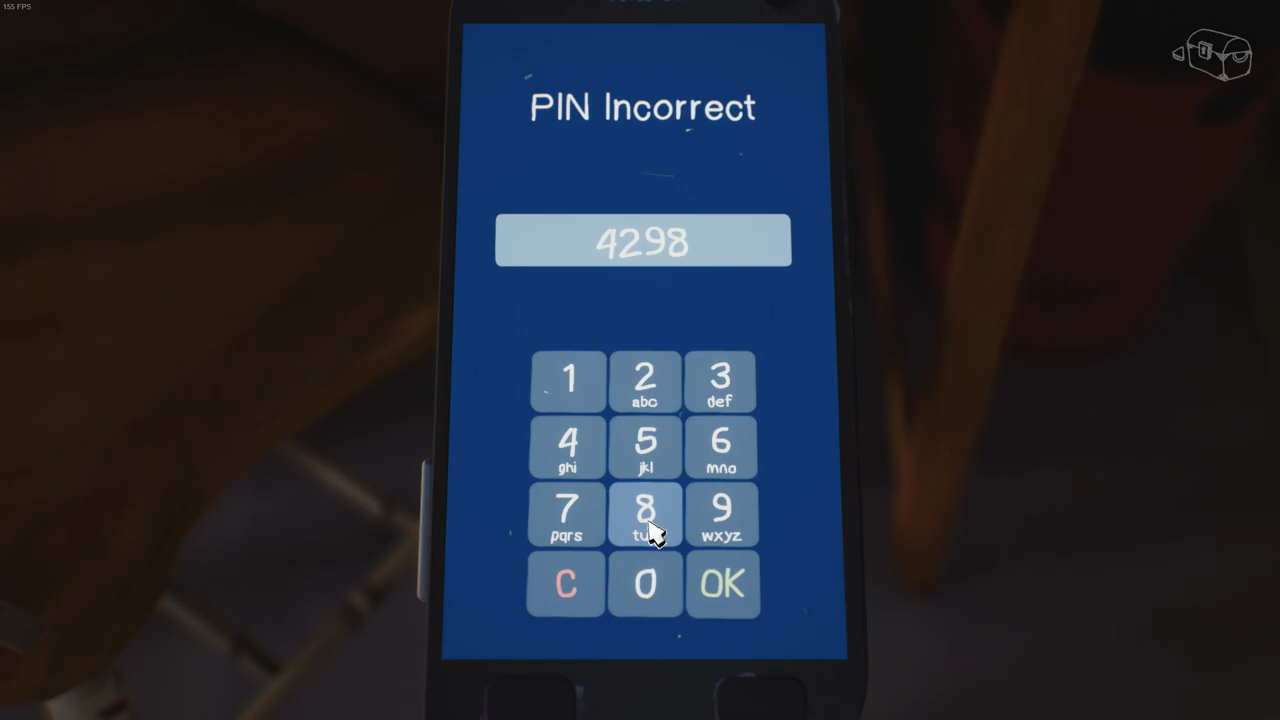 155 FPS
PIN Incorrect
4298
1 2 3
abc def
4 5 6
ghi jkl mno
7 8 9
pqrs wxyz
C 0 OK